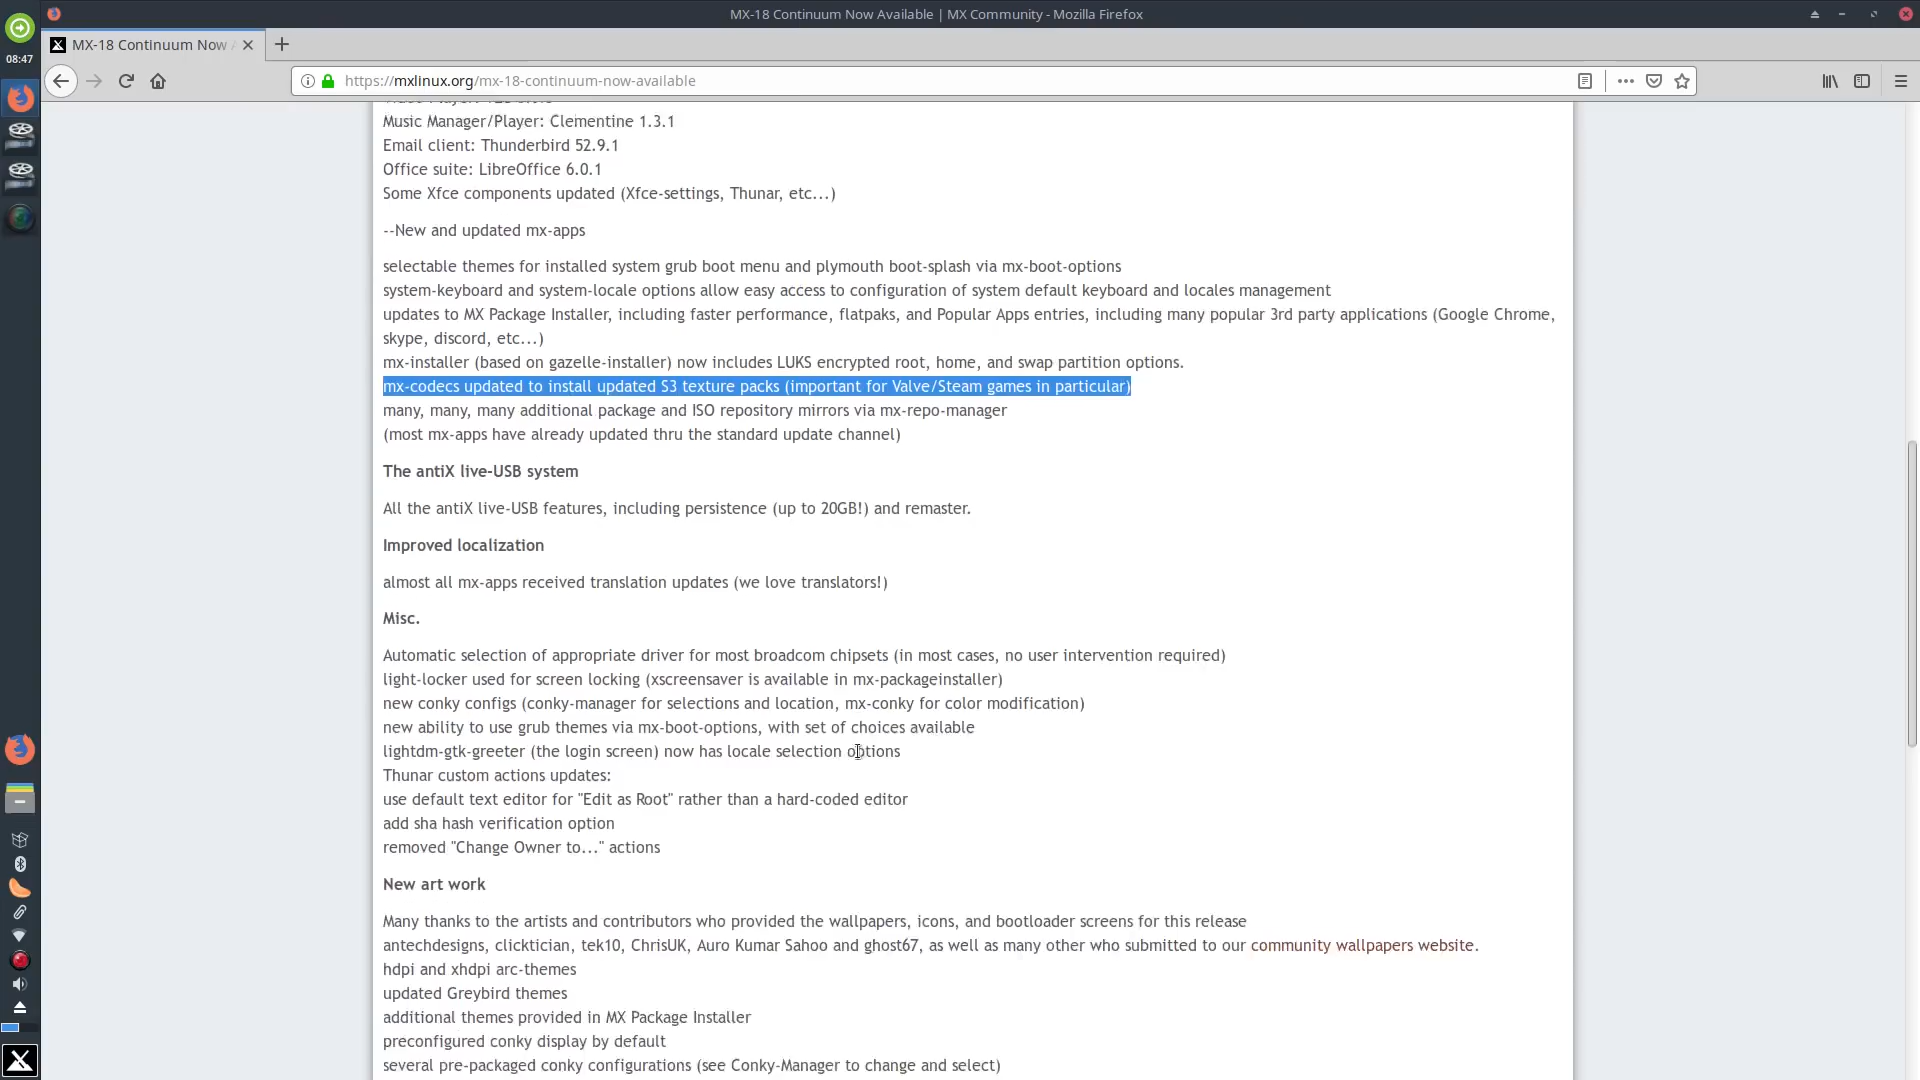 MX-18 Continuum Now Available | MX Community - Mozilla Firefox
08:47
MX-18 Continuum Now
https://mxlinux.org/mx-18-continuum-now-available
Music Manager/Player: Clementine 1.3.1
Email client: Thunderbird 52.9.1
Office suite: LibreOffice 6.0.1
Some Xfce components updated (Xfce-settings, Thunar, etc...)
--New and updated mx-apps
selectable themes for installed system grub boot menu and plymouth boot-splash via mx-boot-options
system-keyboard and system-locale options allow easy access to configuration of system default keyboard and locales management
updates to MX Package Installer, including faster performance, flatpaks, and Popular Apps entries, including many popular 3rd party applications (Google Chrome,
skype, discord, etc...)
mx-installer (based on gazelle-installer) now includes LUKS encrypted root, home, and swap partition options.
mx-codecs updated to install updated S3 texture packs (important for Valve/Steam games in particular)
many, many, many additional package and ISO repository mirrors via mx-repo-manager
(most mx-apps have already updated thru the standard update channel)
The antiX live-USB system
All the antiX live-USB features, including persistence (up to 20GB!) and remaster.
Improved localization
almost all mx-apps received translation updates (we love translators!)
Misc.
Automatic selection of appropriate driver for most broadcom chipsets (in most cases, no user intervention required)
light-locker used for screen locking (xscreensaver is available in mx-packageinstaller)
new conky configs (conky-manager for selections and location, mx-conky for color modification)
new ability to use grub themes via mx-boot-options, with set of choices available
lightdm-gtk-greeter (the login screen) now has locale selection options
Thunar custom actions updates:
use default text editor for "Edit as Root" rather than a hard-coded editor
add sha hash verification option
removed "Change Owner to..." actions
New art work
Many thanks to the artists and contributors who provided the wallpapers, icons, and bootloader screens for this release
antechdesigns, clicktician, tek10, ChrisUK, Auro Kumar Sahoo and ghost67, as well as many other who submitted to our community wallpapers website.
hdpi and xhdpi arc-themes
updated Greybird themes
additional themes provided in MX Package Installer
preconfigured conky display by default
several pre-packaged conky configurations (see Conky-Manager to change and select)